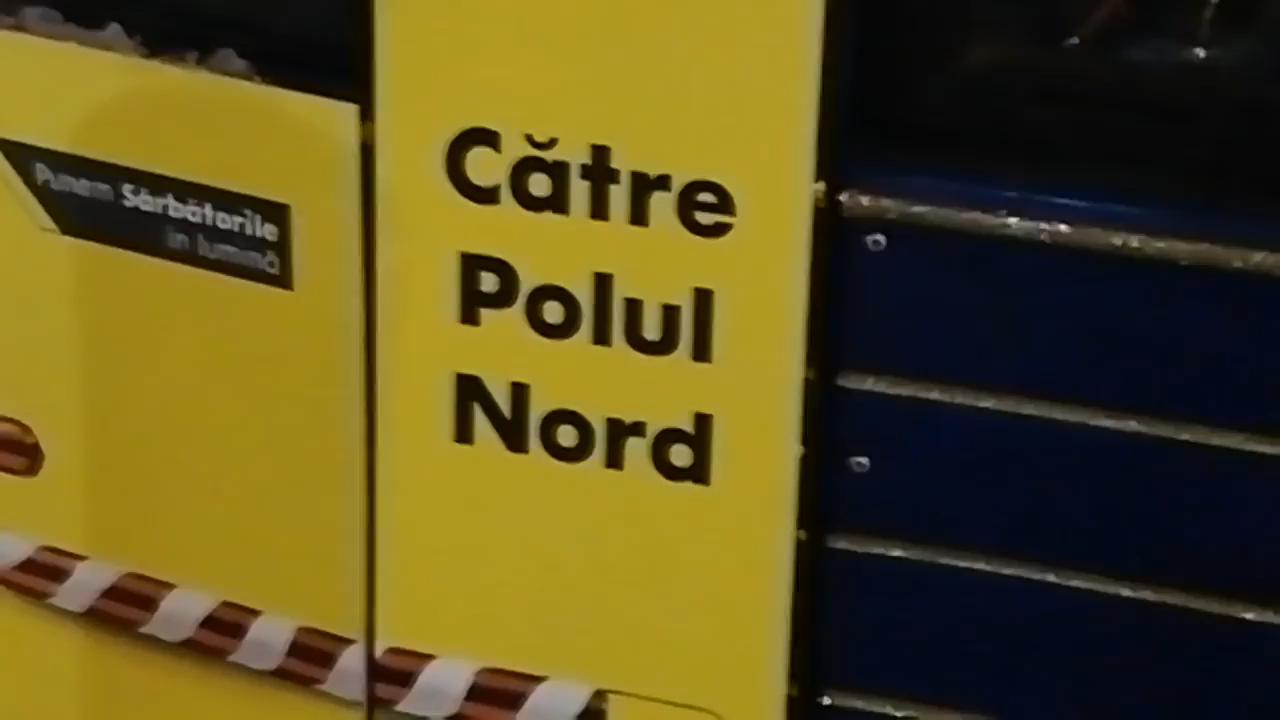 Punem Sărbătorile
în lumină
Către
Polul
Nord